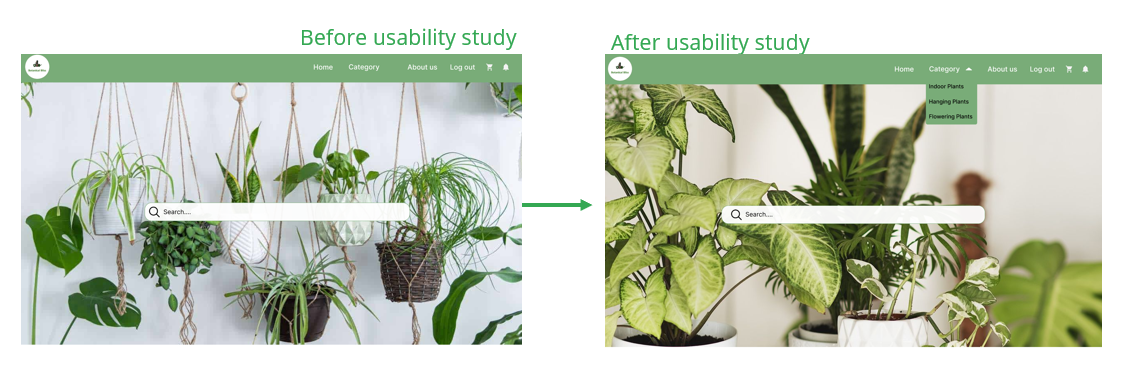 Before usability study
After usability study
Home Category About us Log out
Search....
Home Category About us Log out
Indoor Plants
Hanging Plants
Flowering Plants
Search....